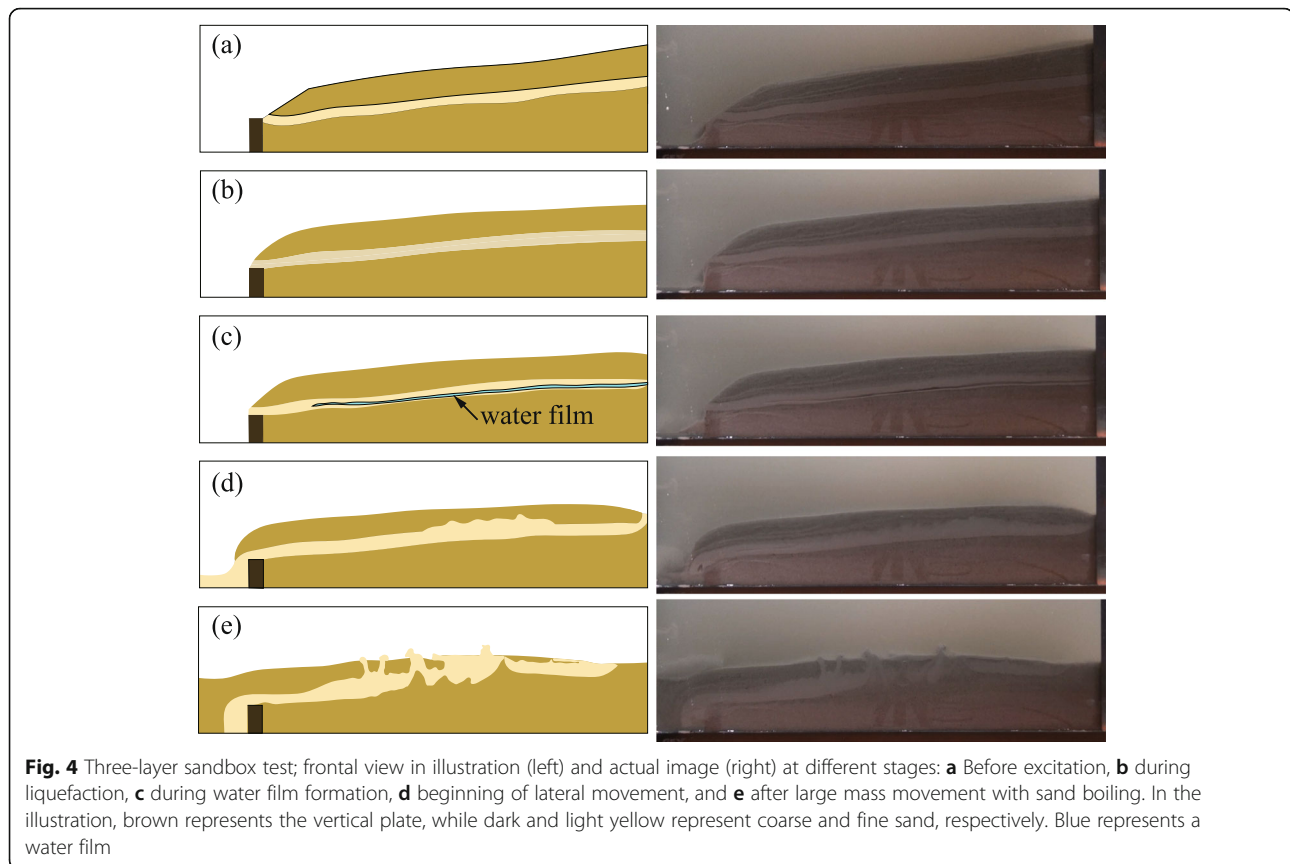 (a)
(b)
(c)
water film
(d)
(e)
Fig. 4 Three-layer sandbox test; frontal view in illustration (left) and actual image (right) at different stages: a Before excitation, b during
liquefaction, c during water film formation, d beginning of lateral movement, and e after large mass movement with sand boiling. In the
illustration, brown represents the vertical plate, while dark and light yellow represent coarse and fine sand, respectively. Blue represents a
water film